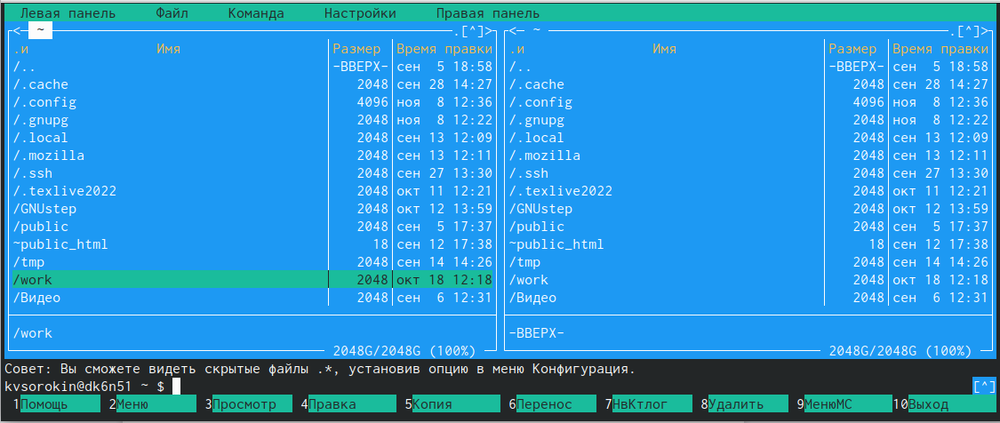 Левая панель Файл Команда Настройки Правая панель
<─ ~ .[^]> <─ ~ .[^]>
.и Имя Размер Время правки .и Имя Размер Время правки
/.. -ВВЕРХ- сен 5 18:58 /.. -ВВЕРХ- сен 5 18:58
/.cache 2048 сен 28 14:27 /.cache 2048 сен 28 14:27
/.config 4096 ноя 8 12:36 /.config 4096 ноя 8 12:36
/.gnupg 2048 ноя 8 12:22 /.gnupg 2048 ноя 8 12:22
/.local 2048 сен 13 12:09 /.local 2048 сен 13 12:09
/.mozilla 2048 сен 13 12:11 /.mozilla 2048 сен 13 12:11
/.ssh 2048 сен 27 13:30 /.ssh 2048 сен 27 13:30
/.texlive2022 2048 окт 11 12:21 /.texlive2022 2048 окт 11 12:21
/GNUstep 2048 окт 12 13:59 /GNUstep 2048 окт 12 13:59
/public 2048 сен 5 17:37 /public 2048 сен 5 17:37
~public_html 18 сен 12 17:38 ~public_html 18 сен 12 17:38
/tmp 2048 сен 14 14:26 /tmp 2048 сен 14 14:26
/work 2048 окт 18 12:18 /work 2048 окт 18 12:18
/Видео 2048 сен 6 12:31 /Видео 2048 сен 6 12:31
/work -ВВЕРХ-
2048G/2048G (100%) 2048G/2048G (100%)
Совет: Вы сможете видеть скрытые файлы .*, установив опцию в меню Конфигурация.
kvsorokin@dk6n51 ~ $ [^]
1Помощь 2Меню 3Просмотр 4Правка 5Копия 6Перенос 7НвКтлог 8Удалить 9МенюМС 10Выход